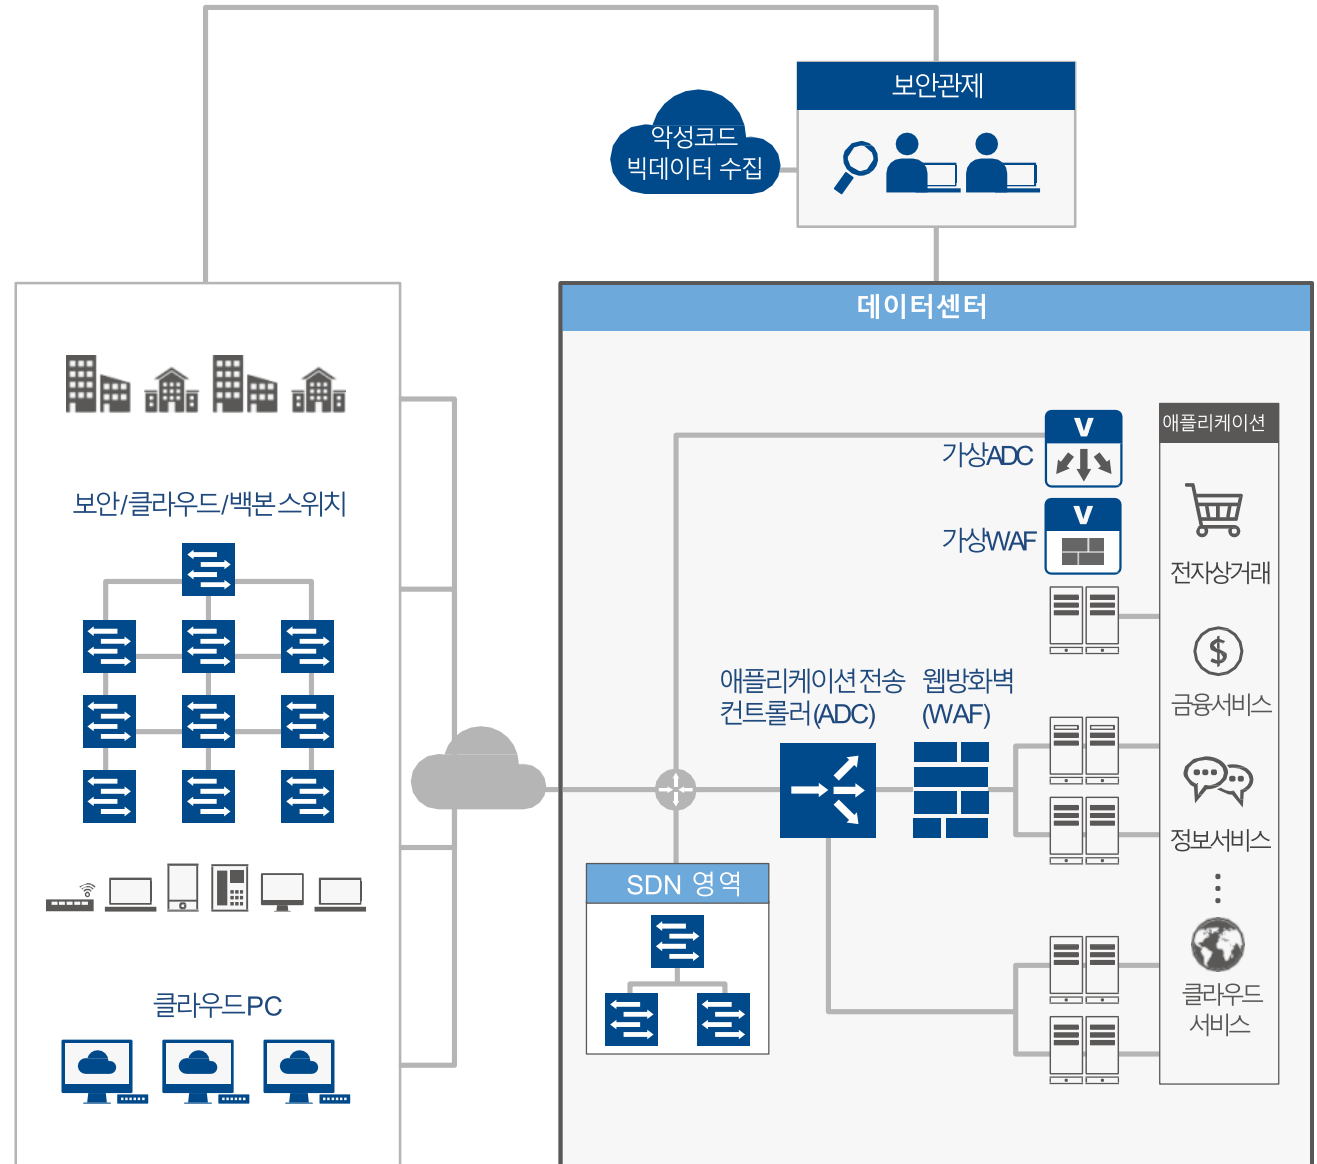 보안관제
악성코드
빅데이터 수집
데이터센터
애플리케이션
V
가상ADC
V
가상WAF
전자상거래
보안/클라우드/백본 스위치
$
금융서비스
애플리케이션 전송
컨트롤러(ADC)
웹방화벽
(WAF)
정보서비스
SDN 영역
클라우드
서비스
클라우드PC